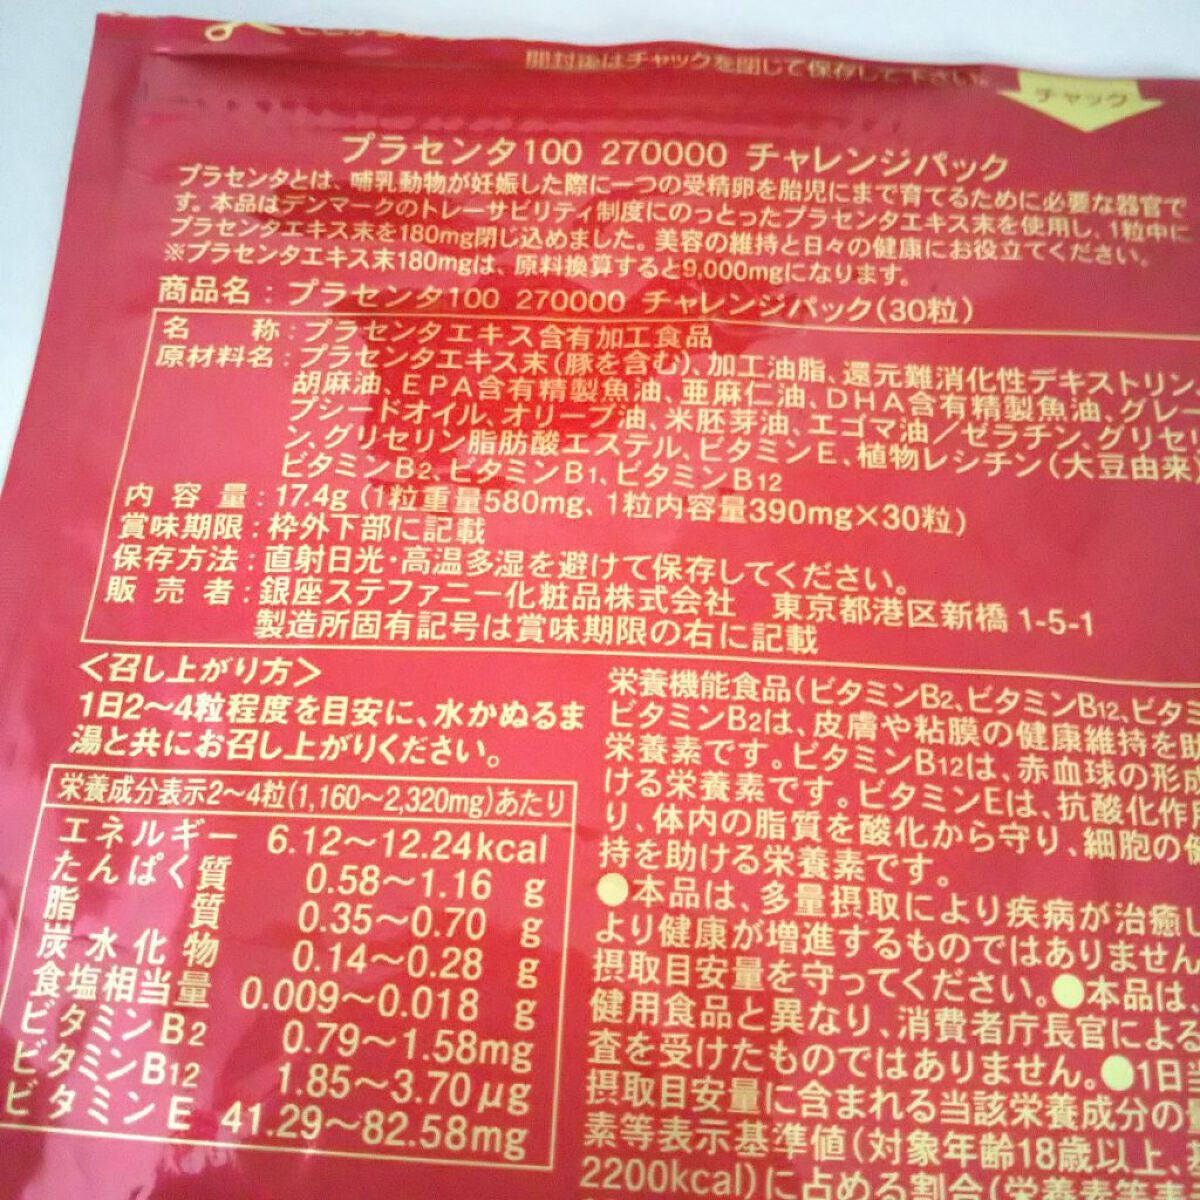 開封後はチャックを閉じて保存して下さい。
チャック
プラセンタ100 270000 チャレンジパック
プラセンタとは、哺乳動物が妊娠した際に一つの受精卵を胎児にまで育てるために必要な器官で
す。本品はデンマークのトレーサビリティ制度にのっとったプラセンタエキス末を使用し、1粒中に
プラセンタエキス末を180mg閉じ込めました。美容の維持と日々の健康にお役立てください。
※プラセンタエキス末180mgは、原料換算すると9,000mgになります。
商品名：プラセンタ100 270000 チャレンジパック（30粒）
名称：プラセンタエキス含有加工食品
原材料名：プラセンタエキス末（豚を含む）、加工油脂、還元難消化性デキストリン、
胡麻油、EPA含有精製魚油、亜麻仁油、DHA含有精製魚油、グレー
プシードオイル、オリーブ油、米胚芽油、エゴマ油／ゼラチン、グリセリ
ン、グリセリン脂肪酸エステル、ビタミンE、植物レシチン（大豆由来）
ビタミンB2、ビタミンB1、ビタミンB12
内容量：17.4g（1粒重量580mg、1粒内容量390mg×30粒）
賞味期限：枠外下部に記載
保存方法：直射日光・高温多湿を避けて保存してください。
販売者：銀座ステファニー化粧品株式会社 東京都港区新橋1-5-1
製造所固有記号は賞味期限の右に記載
＜召し上がり方＞
1日2〜4粒程度を目安に、水かぬるま
湯と共にお召し上がりください。
栄養成分表示2〜4粒（1,160〜2,320mg）あたり
エネルギー 6.12〜12.24kcal
たんぱく質 0.58〜1.16 g
脂質 0.35〜0.70 g
炭水化物 0.14〜0.28 g
食塩相当量 0.009〜0.018 g
ビタミンB2 0.79〜1.58mg
ビタミンB12 1.85〜3.70μg
ビタミンE 41.29〜82.58mg
栄養機能食品（ビタミンB2、ビタミンB12、ビタミ
ビタミンB2は、皮膚や粘膜の健康維持を助
栄養素です。ビタミンB12は、赤血球の形成
ける栄養素です。ビタミンEは、抗酸化作
り、体内の脂質を酸化から守り、細胞の健
持を助ける栄養素です。
●本品は、多量摂取により疾病が治癒し
より健康が増進するものではありません
摂取目安量を守ってください。●本品は、
健用食品と異なり、消費者庁長官による
査を受けたものではありません。●1日当
摂取目安量に含まれる当該栄養成分の
素等表示基準値（対象年齢18歳以上、基
2200kcal）に占める割合（栄養素等表